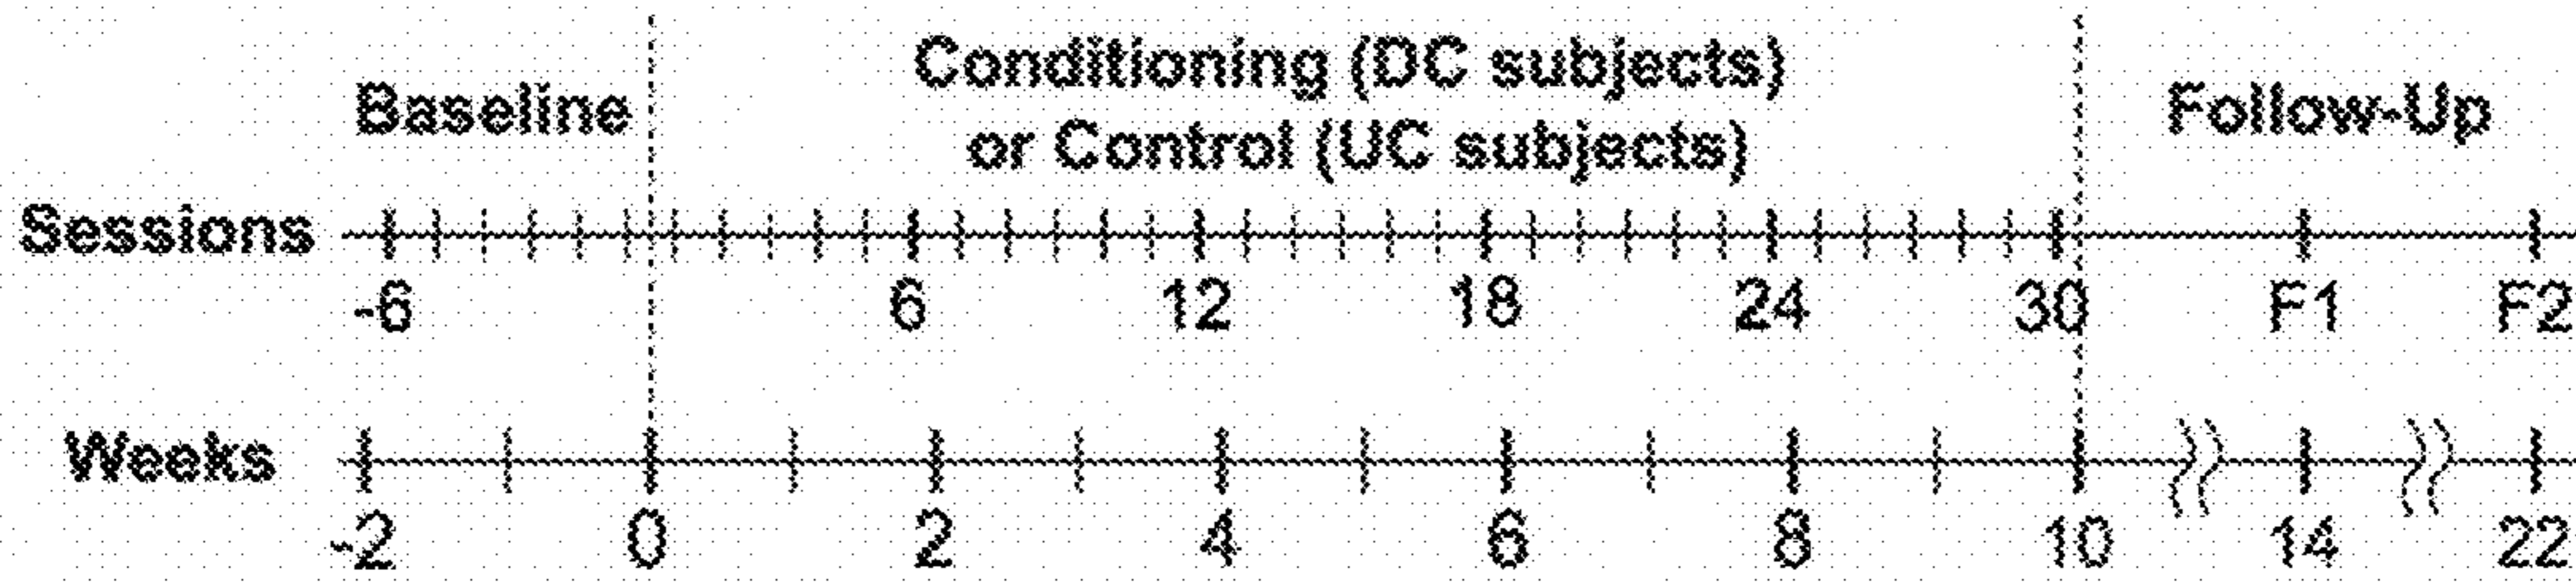 Conditioning (DC subjects)
Baseline
or Control (UC subjects)
Follow-Up
Sessions
-6 6 12 18 24 30 F1 F2
Weeks
-2 0 2 4 6 8 10 14 22